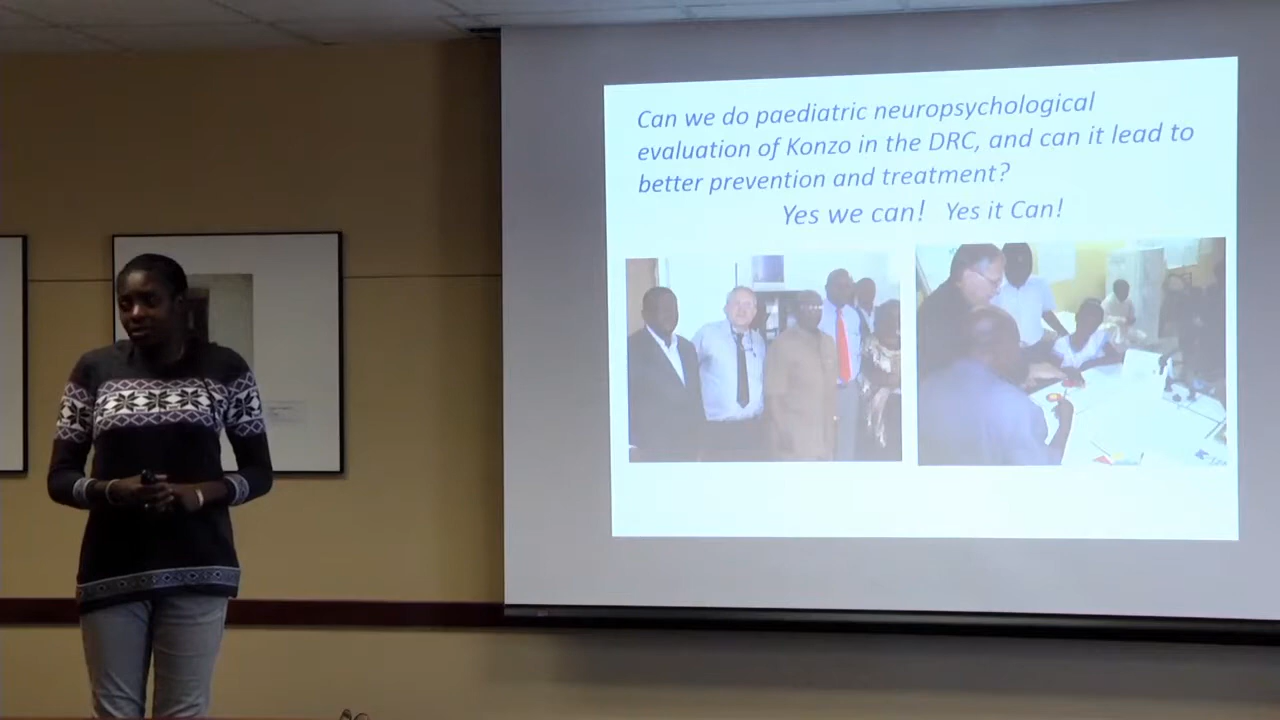 Can we do paediatric neuropsychological
evaluation of Konzo in the DRC, and can it lead to
better prevention and treatment?
Yes we can! Yes it Can!